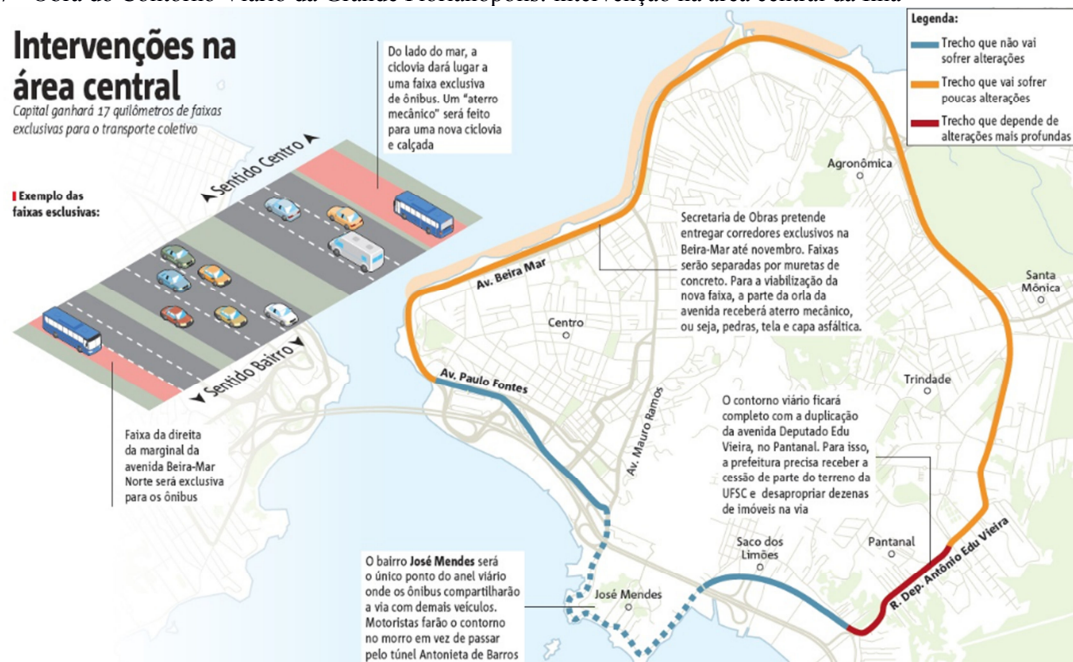 Obra do Contorno Viário da Grande Florianópolis: intervenção na área central da Ilha
Intervenções na
área central
Capital ganhará 17 quilômetros de faixas
exclusivas para o transporte coletivo
Exemplo das
faixas esclusivas:
Sentido Centro
Sentido Bairro
Do lado do mar, a
ciclovia dará lugar a
uma faixa exclusiva
de ônibus. Um “aterro
mecânico” será feito
para uma nova ciclovia
e calçada
Faixa da direita
da marginal da
avenida Beira-Mar
Norte será exclusiva
para os ônibus
Legenda:
Trecho que não vai
sofrer alterações
Trecho que vai sofrer
poucas alterações
Trecho que depende de
alterações mais profundas
Agronômica
Secretaria de Obras pretende
entregar corredores exclusivos na
Beira-Mar até novembro. Faixas
serão separadas por muretas de
concreto. Para a viabilização da
nova faixa, a parte da orla da
avenida receberá aterro mecânico,
ou seja, pedras, tela e capa asfáltica.
Santa
Mônica
Av. Beira Mar
Centro
Av. Paulo Fontes
Av. Mauro Ramos
Trindade
O contorno viário ficará
completo com a duplicação
da avenida Deputado Edu
Vieira, no Pantanal. Para isso,
a prefeitura precisa receber a
cessão de parte do terreno da
UFSC e desapropriar dezenas
de imóveis na via
Saco dos
Limões
Pantanal
R. Dep. Antônio Edu Vieira
José Mendes
O bairro José Mendes será
o único ponto do anel viário
onde os ônibus compartilharão
a via com demais veículos.
Motoristas farão o contorno
no morro em vez de passar
pelo túnel Antonieta de Barros